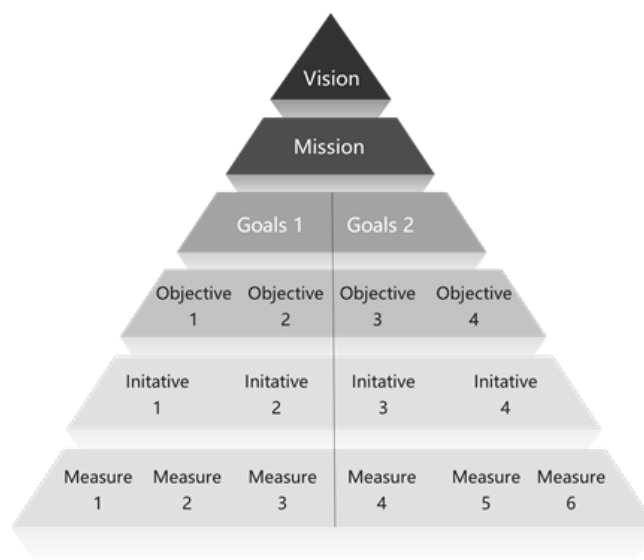 Vision
Mission
Goals 1 Goals 2
Objective Objective Objective Objective
1 2 3 4
Initative Initative Initative Initative
1 2 3 4
Measure Measure Measure Measure Measure Measure
1 2 3 4 5 6